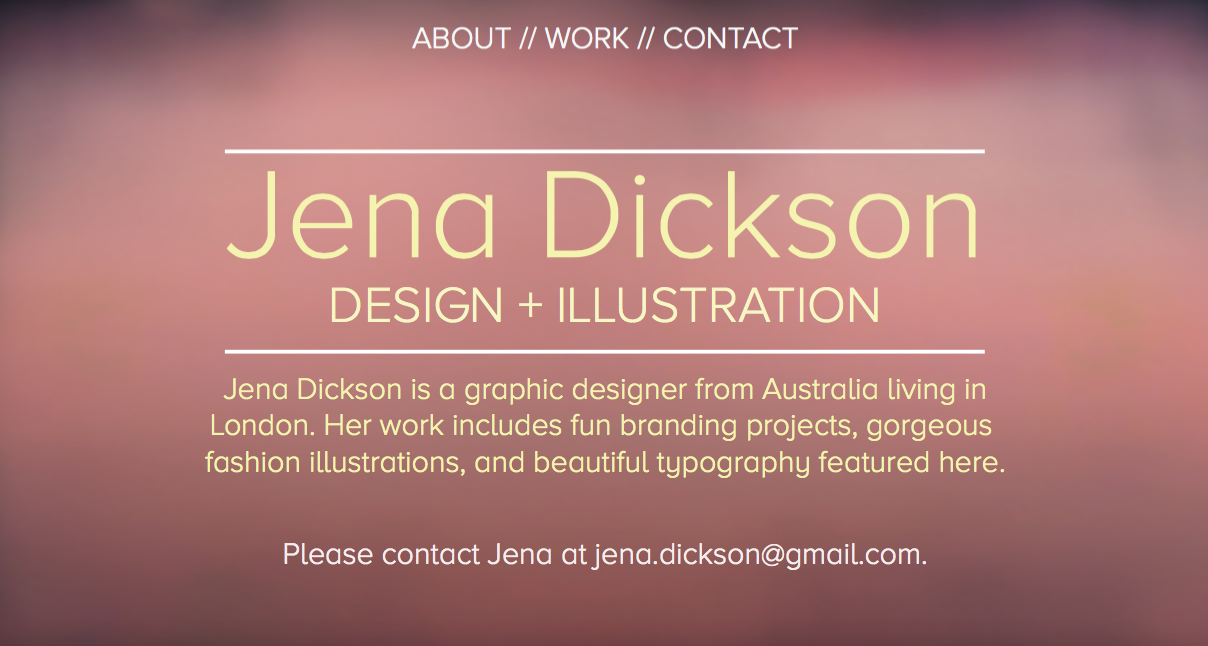 ABOUT // WORK // CONTACT
Jena Dickson
DESIGN + ILLUSTRATION
Jena Dickson is a graphic designer from Australia living in
London. Her work includes fun branding projects, gorgeous
fashion illustrations, and beautiful typography featured here.
Please contact Jena at jena.dickson@gmail.com.